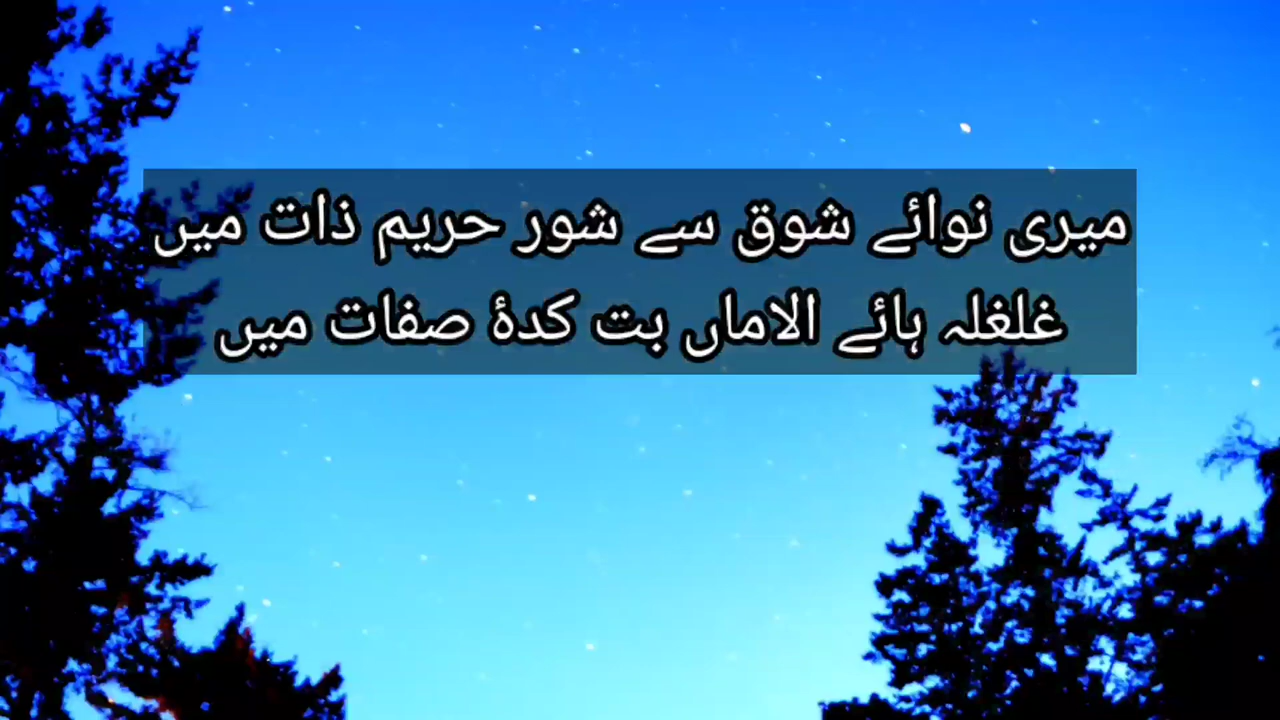 میری نوائے شوق سے شور حریم ذات میں
غلغلہ ہائے الاماں بت کدۂ صفات میں